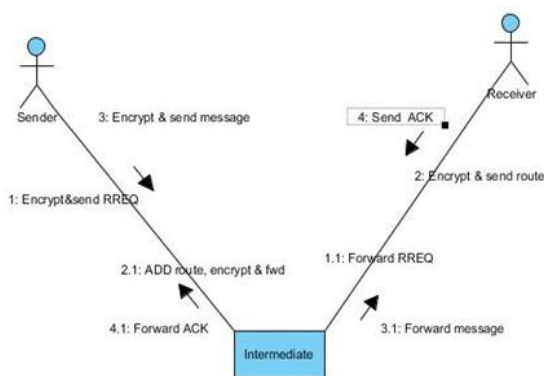 Sender
Receiver
3: Encrypt & send message
4: Send ACK
2: Encrypt & send route
1: Encrypt&send RREQ
1.1: Forward RREQ
2.1: ADD route, encrypt & fwd
4.1: Forward ACK
3.1: Forward message
Intermediate